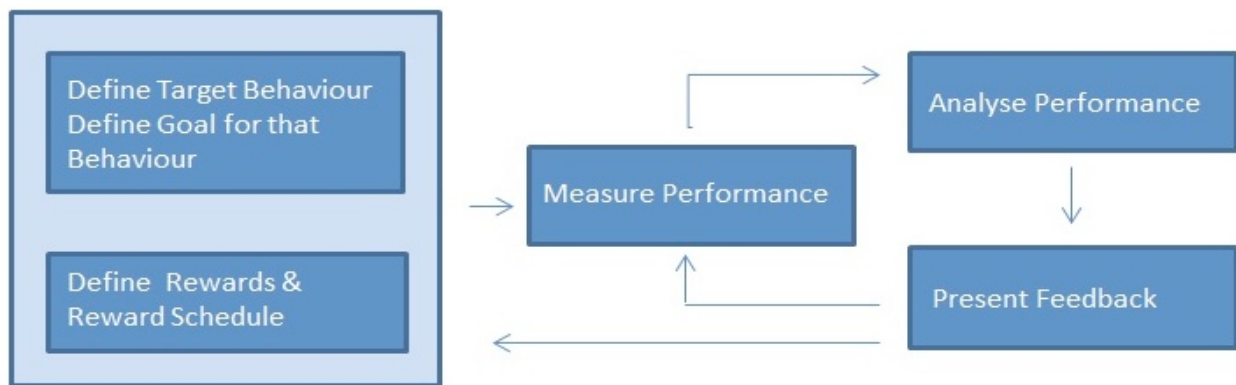 Define Target Behaviour
Define Goal for that
Behaviour
Define Rewards &
Reward Schedule
Measure Performance
Analyse Performance
Present Feedback